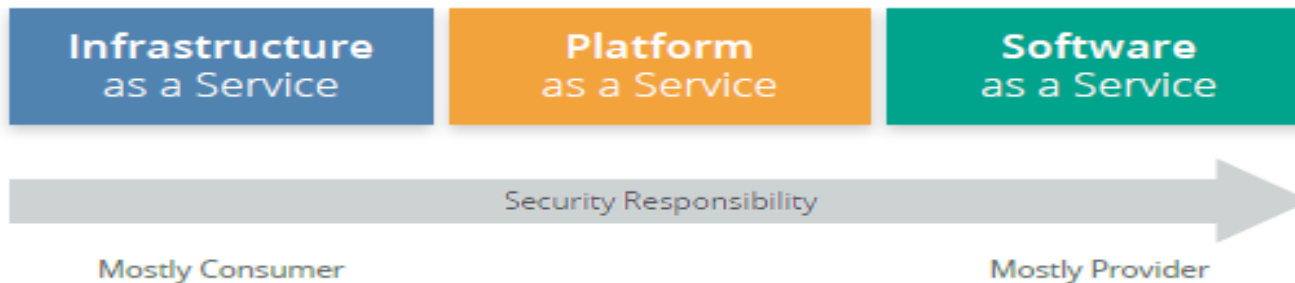 Infrastructure
as a Service
Platform
as a Service
Software
as a Service
Security Responsibility
Mostly Consumer
Mostly Provider